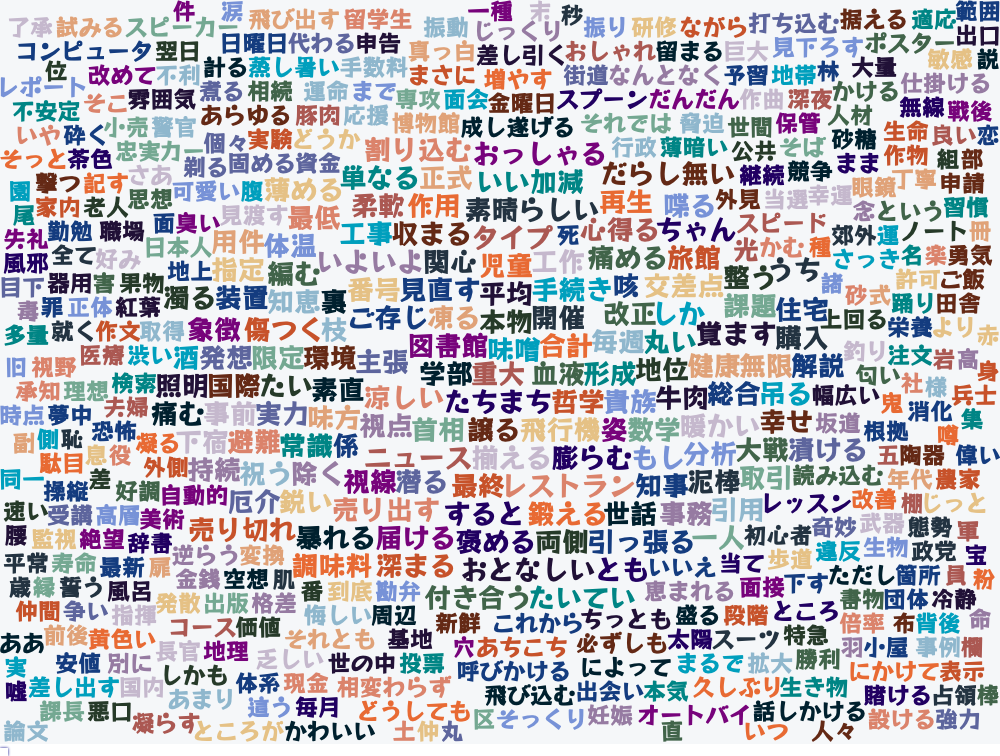 件 涙 飛び出す 留学生 一種 末 秒 範囲
了承 試みる スピーカー 振動 じっくり 振り 研修 ながら 打ち込む 据える 適応 出口
コンピュータ 翌日 日曜日 代わる 申告 真っ白 差し引く おしゃれ 留まる 巨大 見下ろす ポスター 敏感 説
位 改めて 不利 計る 蒸し暑い 手数料 まさに 増やす 街道 なんとなく 予習 地帯 林 大量
レポート 煮る 相続 運命 まで 専攻 面会 金曜日 スプーン だんだん 作曲 深夜 かける 仕掛ける
不安定 そこ 雰囲気 あらゆる 豚肉 応援 博物館 成し遂げる それでは 脅迫 世間 保管 人材 無線 戦後
いや 砕く 小売 警官 個々 実験 どうか 割り込む おっしゃる 行政 薄暗い 公共 そば 砂糖 生命 良い 恋
そっと 茶色 忠実 力 剃る 固める 資金 単なる 正式 いい加減 だらし無い 継続 競争 まま 作物 組 部
園 撃つ 記す さあ 可愛い 腹 薄める 柔軟 作用 素晴らしい 再生 喋る 外見 当選 幸運 眼鏡 丁寧 申請
尾 家内 老人 思想 面 臭い 見渡す 最低 工事 収まる タイプ 死 心得る ちゃん スピード 念 という 習慣
失礼 勤勉 職場 日本人 用件 体温 いよいよ 関心 児童 工作 痛める 旅館 光 かむ 種 郊外 運 ノート 冊
風邪 全て 好み 地上 指定 編む 番号 見直す 平均 手続き 咳 交差点 整う うち さっき 名 楽 勇気
目下 器用 害 果物 濁る 装置 知恵 裏 ご存じ 凍る 本物 開催 改正 しか 課題 住宅 諸 砂 式 許可 ご飯
毒 罪 正体 紅葉 象徴 傷つく 枝 図書館 味噌 合計 毎週 丸い 覚ます 購入 上回る 踊り 田舎
多量 就く 作文 取得 発想 限定 環境 主張 釣り 栄養 より 赤
旧 視野 医療 渋い 酒 学部 重大 血液 形成 地位 健康 無限 解説 匂い 注文 岩 高 身
承知 理想 検索 照明 国際 たい 素直 涼しい たちまち 哲学 貴族 牛肉 総合 吊る 幅広い 社 様 兵士
時点 夢中 夫婦 痛む 事前 実力 味方 視点 首相 譲る 飛行機 姿 数学 暖かい 幸せ 坂道 鬼 消化 集
副 側 恥 恐怖 凝る 下宿 避難 常識 係 ニュース 揃える 膨らむ もし 分析 大戦 漬ける 根拠 噂
駄目 息 役 外側 持続 祝う 除く 視線 潜る 最終 レストラン 知事 泥棒 取引 読み込む 五 陶器 偉い
同一 操縦 差 好調 自動的 厄介 鋭い 売り出す すると 鍛える 世話 事務 引用 レッスン 年代 農家
速い 受講 高層 美術 売り切れ 暴れる 届ける 褒める 両側 引っ張る 一人 初心者 改善 棚 じっと
腰 監視 絶望 辞書 逆らう 変換 調味料 深まる おとなしい とも いいえ 当て 奇妙 武器 態勢 軍
平常 寿命 最新 扉 金銭 空想 肌 番 到底 勘弁 付き合う たいてい 恵まれる 面接 歩道 違反 生物 政党 宝
歳 縁 誓う 風呂 発散 出版 格差 悔しい 周辺 新鮮 これから ちっとも 盛る 段階 下す ただし 箇所 員 粉
仲間 争い 指揮 コース 価値 それとも 基地 穴 あちこち 必ずしも 太陽 スーツ ところ 書物 団体 冷静
ああ 前後 黄色い 長官 地理 乏しい 世の中 投票 呼びかける によって まるで 特急 倍率 布 背後 命
実 安値 別に しかも 体系 現金 相変わらず 飛び込む 出会い 本気 久しぶり 拡大 勝利 羽 小屋 事例 欄
嘘 差し出す 国内 あまり 違う 毎月 どうしても 区 そっくり 妊娠 オートバイ 生き物 にかけて 表示
課長 悪口 凝らす ところが かわいい 土 仲 丸 直 話しかける 賭ける 占領 棒
論文 いつ 人々 設ける 強力